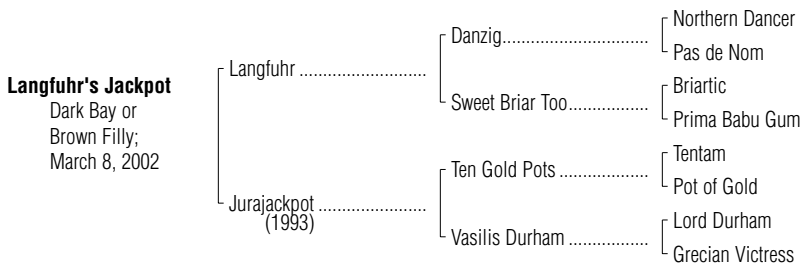 Northern Dancer
Danzig................................
Pas de Nom
Langfuhr ...........................
Briartic
Sweet Briar Too.................
Prima Babu Gum
Langfuhr's Jackpot
Dark Bay or
Brown Filly;
March 8, 2002
Tentam
Ten Gold Pots ...................
Pot of Gold
Jurajackpot .......................
(1993)
Lord Durham
Vasilis Durham .................
Grecian Victress